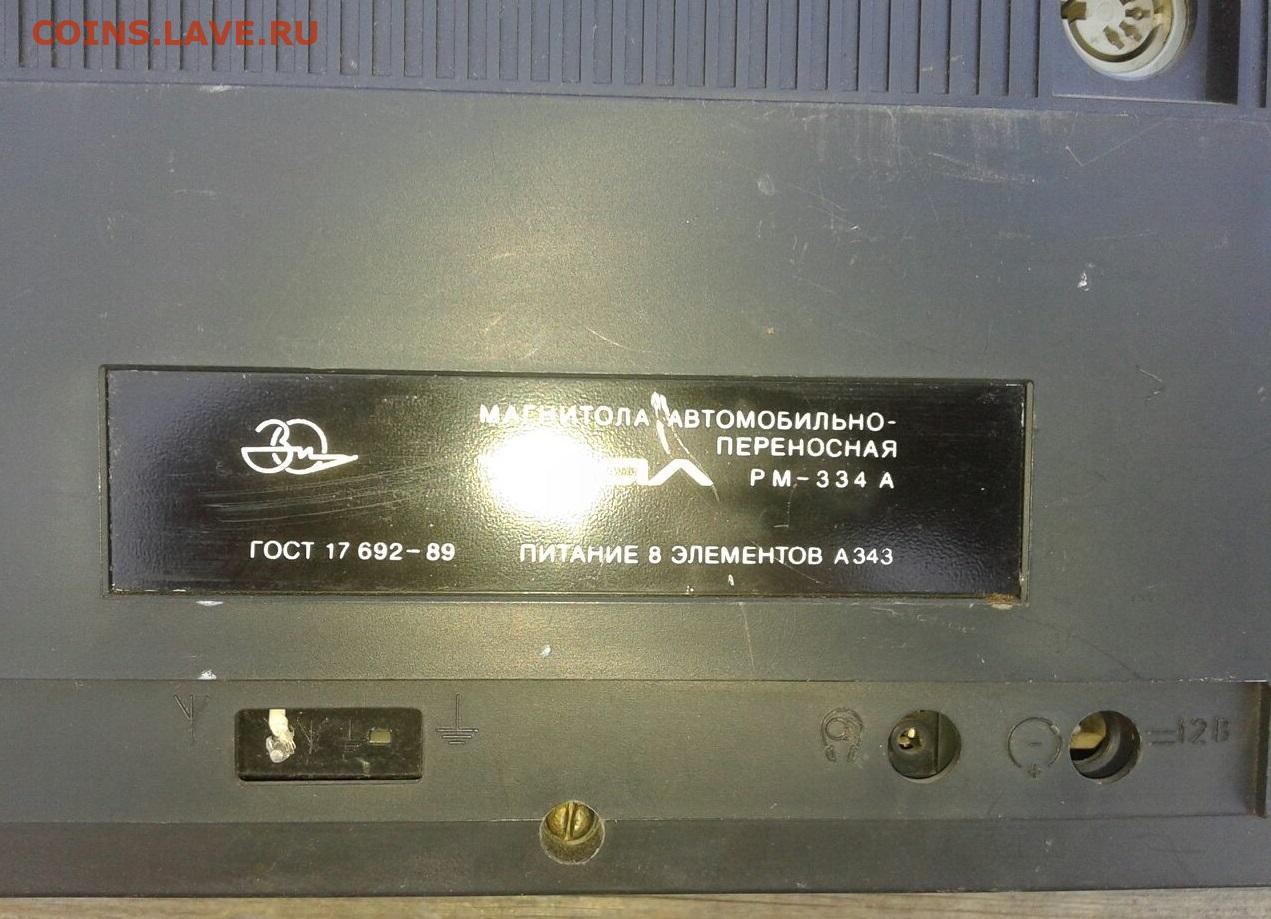 COINS.LAVE.RU
МАГНИТОЛА АВТОМОБИЛЬНО-
ПЕРЕНОСНАЯ
РМ-334 А
ГОСТ 17 692-89 ПИТАНИЕ 8 ЭЛЕМЕНТОВ А343
=12В